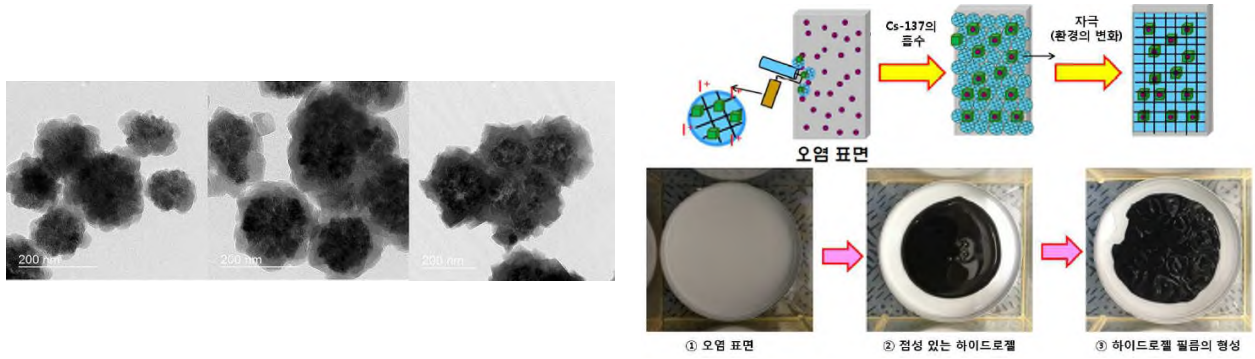 200 nm
200 nm
200 nm
Cs-137의
흡수
자극
(환경의 변화)
I+
I+
I+
I+
오염 표면
① 오염 표면
② 점성 있는 하이드로겔
③ 하이드로겔 필름의 형성